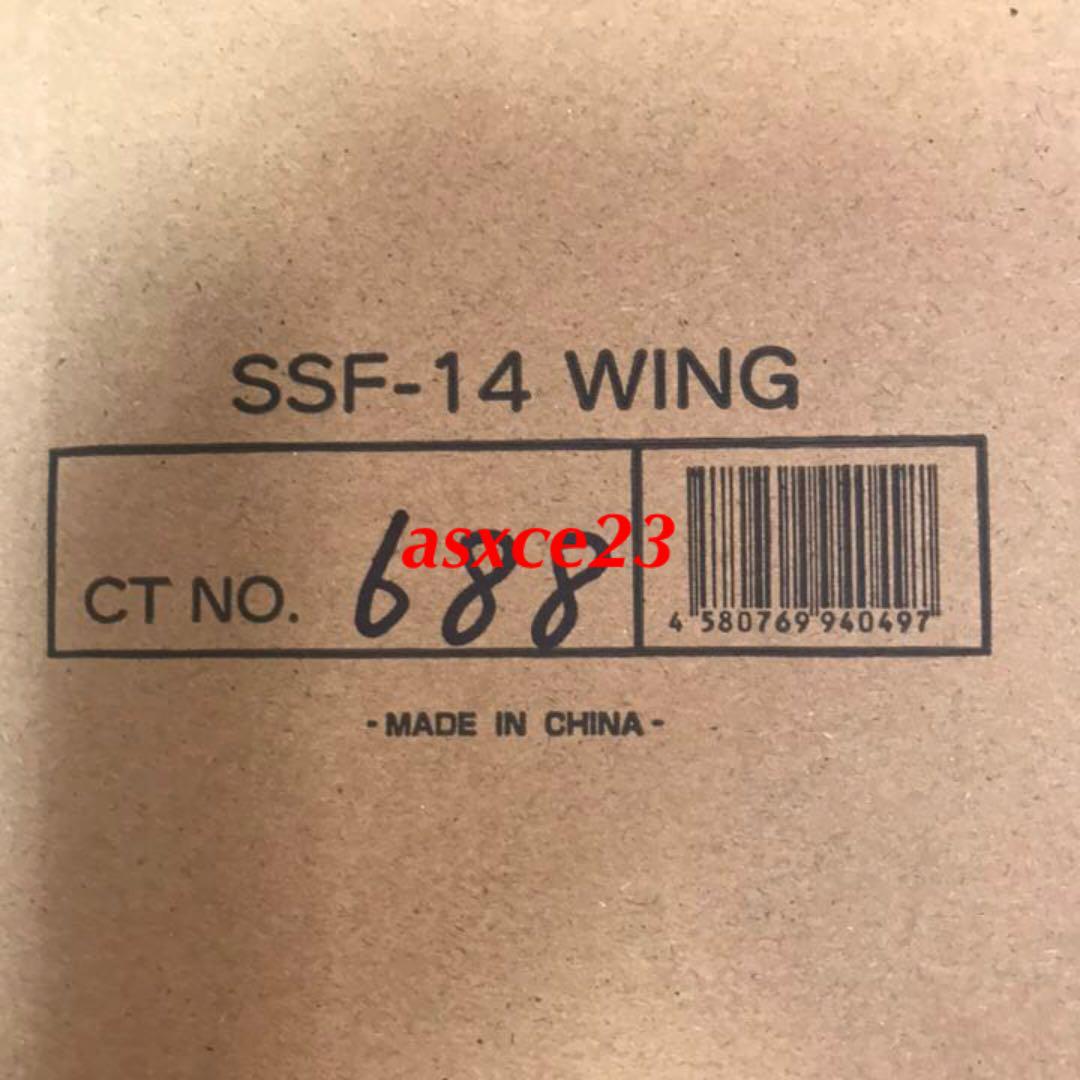 SSF-14 WING
CT NO. 688
asxce23
4 580769 940497
-MADE IN CHINA-